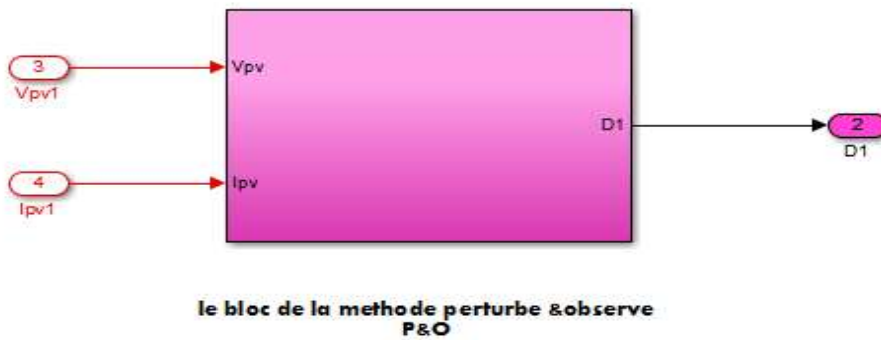 3
Vpv1
Vpv
D1
2
D1
4
Ipv1
Ipv
le bloc de la methode perturbe &observe
P&O